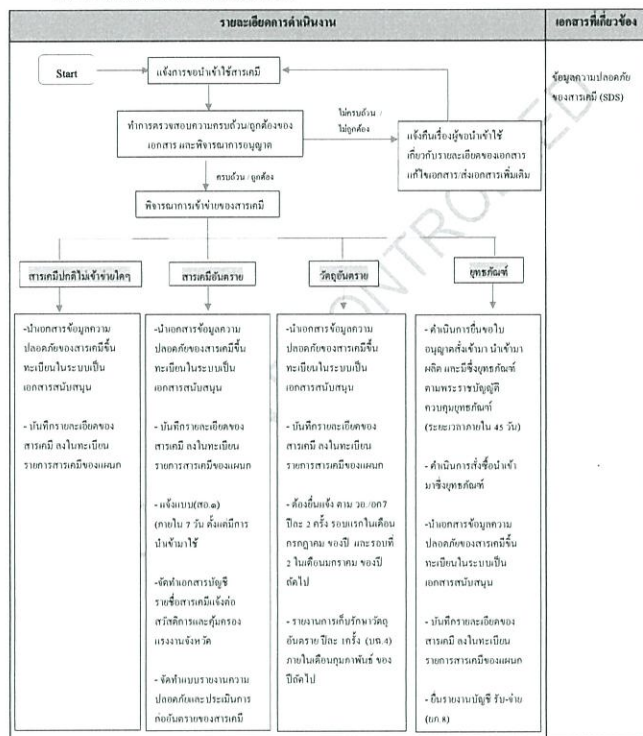 รายละเอียดการดำเนินงาน
เอกสารที่เกี่ยวข้อง
Start
แจ้งการขอนำเข้าใช้สารเคมี
ข้อมูลความปลอดภัย
ของสารเคมี (SDS)
ทำการตรวจสอบความครบถ้วน/ถูกต้องของ
เอกสาร และพิจารณาการอนุญาต
ไม่ครบถ้วน /
ไม่ถูกต้อง
แจ้งคืนเรื่องผู้ขอนำเข้าใช้
เกี่ยวกับรายละเอียดของเอกสาร
แก้ไขเอกสาร/ส่งเอกสารเพิ่มเติม
ครบถ้วน / ถูกต้อง
พิจารณาการเข้าข่ายของสารเคมี
สารเคมีปกติไม่เข้าข่ายใดๆ
สารเคมีอันตราย
วัตถุอันตราย
ยุทธภัณฑ์
-นำเอกสารข้อมูลความ
ปลอดภัยของสารเคมีขึ้น
ทะเบียนในระบบเป็น
เอกสารสนับสนุน
- บันทึกรายละเอียดของ
สารเคมี ลงในทะเบียน
รายการสารเคมีของแผนก
-นำเอกสารข้อมูลความ
ปลอดภัยของสารเคมีขึ้น
ทะเบียนในระบบเป็น
เอกสารสนับสนุน
- บันทึกรายละเอียดของ
สารเคมี ลงในทะเบียน
รายการสารเคมีของแผนก
- แจ้งแบบ(สอ.๑)
(ภายใน 7 วัน ตั้งแต่มีการ
นำเข้ามาใช้
-จัดทำเอกสารบัญชี
รายชื่อสารเคมีแจ้งต่อ
สวัสดิการและคุ้มครอง
แรงงานจังหวัด
- จัดทำแบบรายงานความ
ปลอดภัยและประเมินการ
ก่ออันตรายของสารเคมี
-นำเอกสารข้อมูลความ
ปลอดภัยของสารเคมีขึ้น
ทะเบียนในระบบเป็น
เอกสารสนับสนุน
- บันทึกรายละเอียดของ
สารเคมี ลงในทะเบียน
รายการสารเคมีของแผนก
- ต้องยื่นแจ้ง ตาม วอ./อก7
ปีละ 2 ครั้ง รอบแรกในเดือน
กรกฎาคม ของปี และรอบที่
2 ในเดือนมกราคม ของปี
ถัดไป
- รายงานการเก็บรักษาวัตถุ
อันตราย ปีละ 1ครั้ง (บฉ.4)
ภายในเดือนกุมภาพันธ์ ของ
ปีถัดไป
- ดำเนินการยื่นขอใบ
อนุญาตสั่งเข้ามา นำเข้ามา
ผลิต และมีซึ่งยุทธภัณฑ์
ตามพระราชบัญญัติ
ควบคุมยุทธภัณฑ์
(ระยะเวลาภายใน 45 วัน)
- ดำเนินการสั่งซื้อนำเข้า
มาซึ่งยุทธภัณฑ์
-นำเอกสารข้อมูลความ
ปลอดภัยของสารเคมีขึ้น
ทะเบียนในระบบเป็น
เอกสารสนับสนุน
- บันทึกรายละเอียดของ
สารเคมี ลงในทะเบียน
รายการสารเคมีของแผนก
- ยื่นรายงานบัญชี รับ-จ่าย
(ยภ.8)